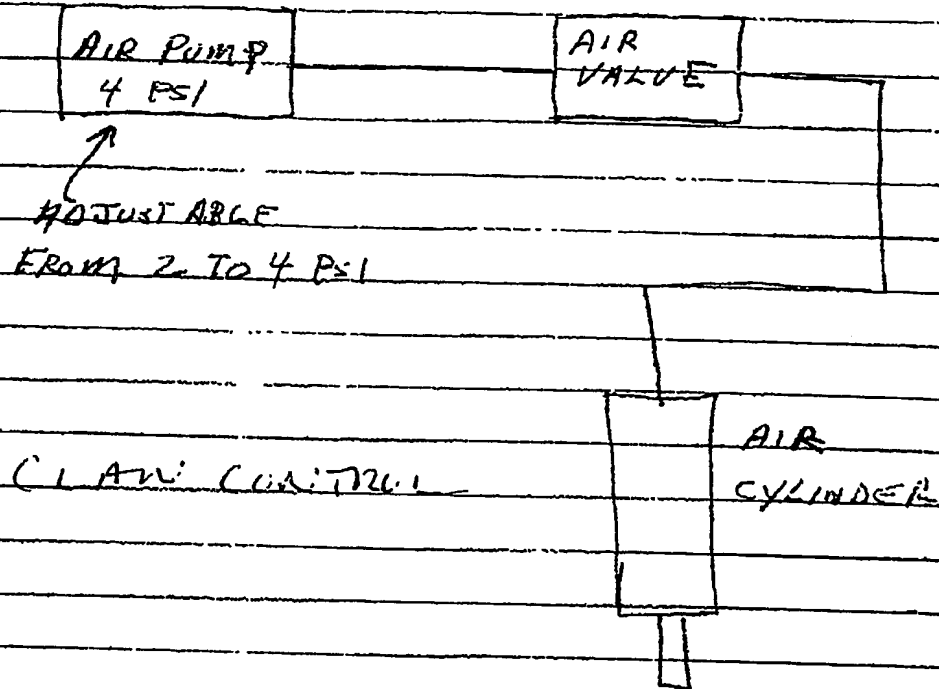 AIR PUMP
4 PSI
AIR
VALVE
ADJUSTABLE
FROM 2 TO 4 PSI
AIR
CYLINDER
CLAW CONTROL